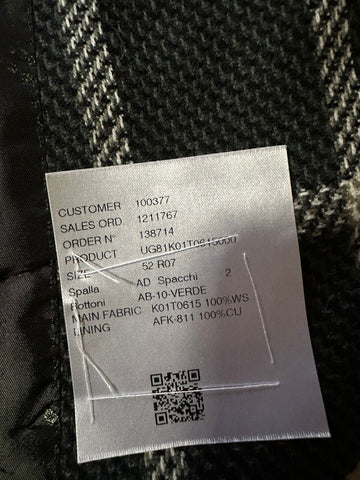 CUSTOMER 100377
SALES ORD. 1211767
ORDER N° 138714
PRODUCT UG81K01T0615000
SIZE 52 R07
Spalla AD Spacchi 2
Bottoni AB-10-VERDE
MAIN FABRIC K01T0615 100%WS
LINING AFK-811 100%CU